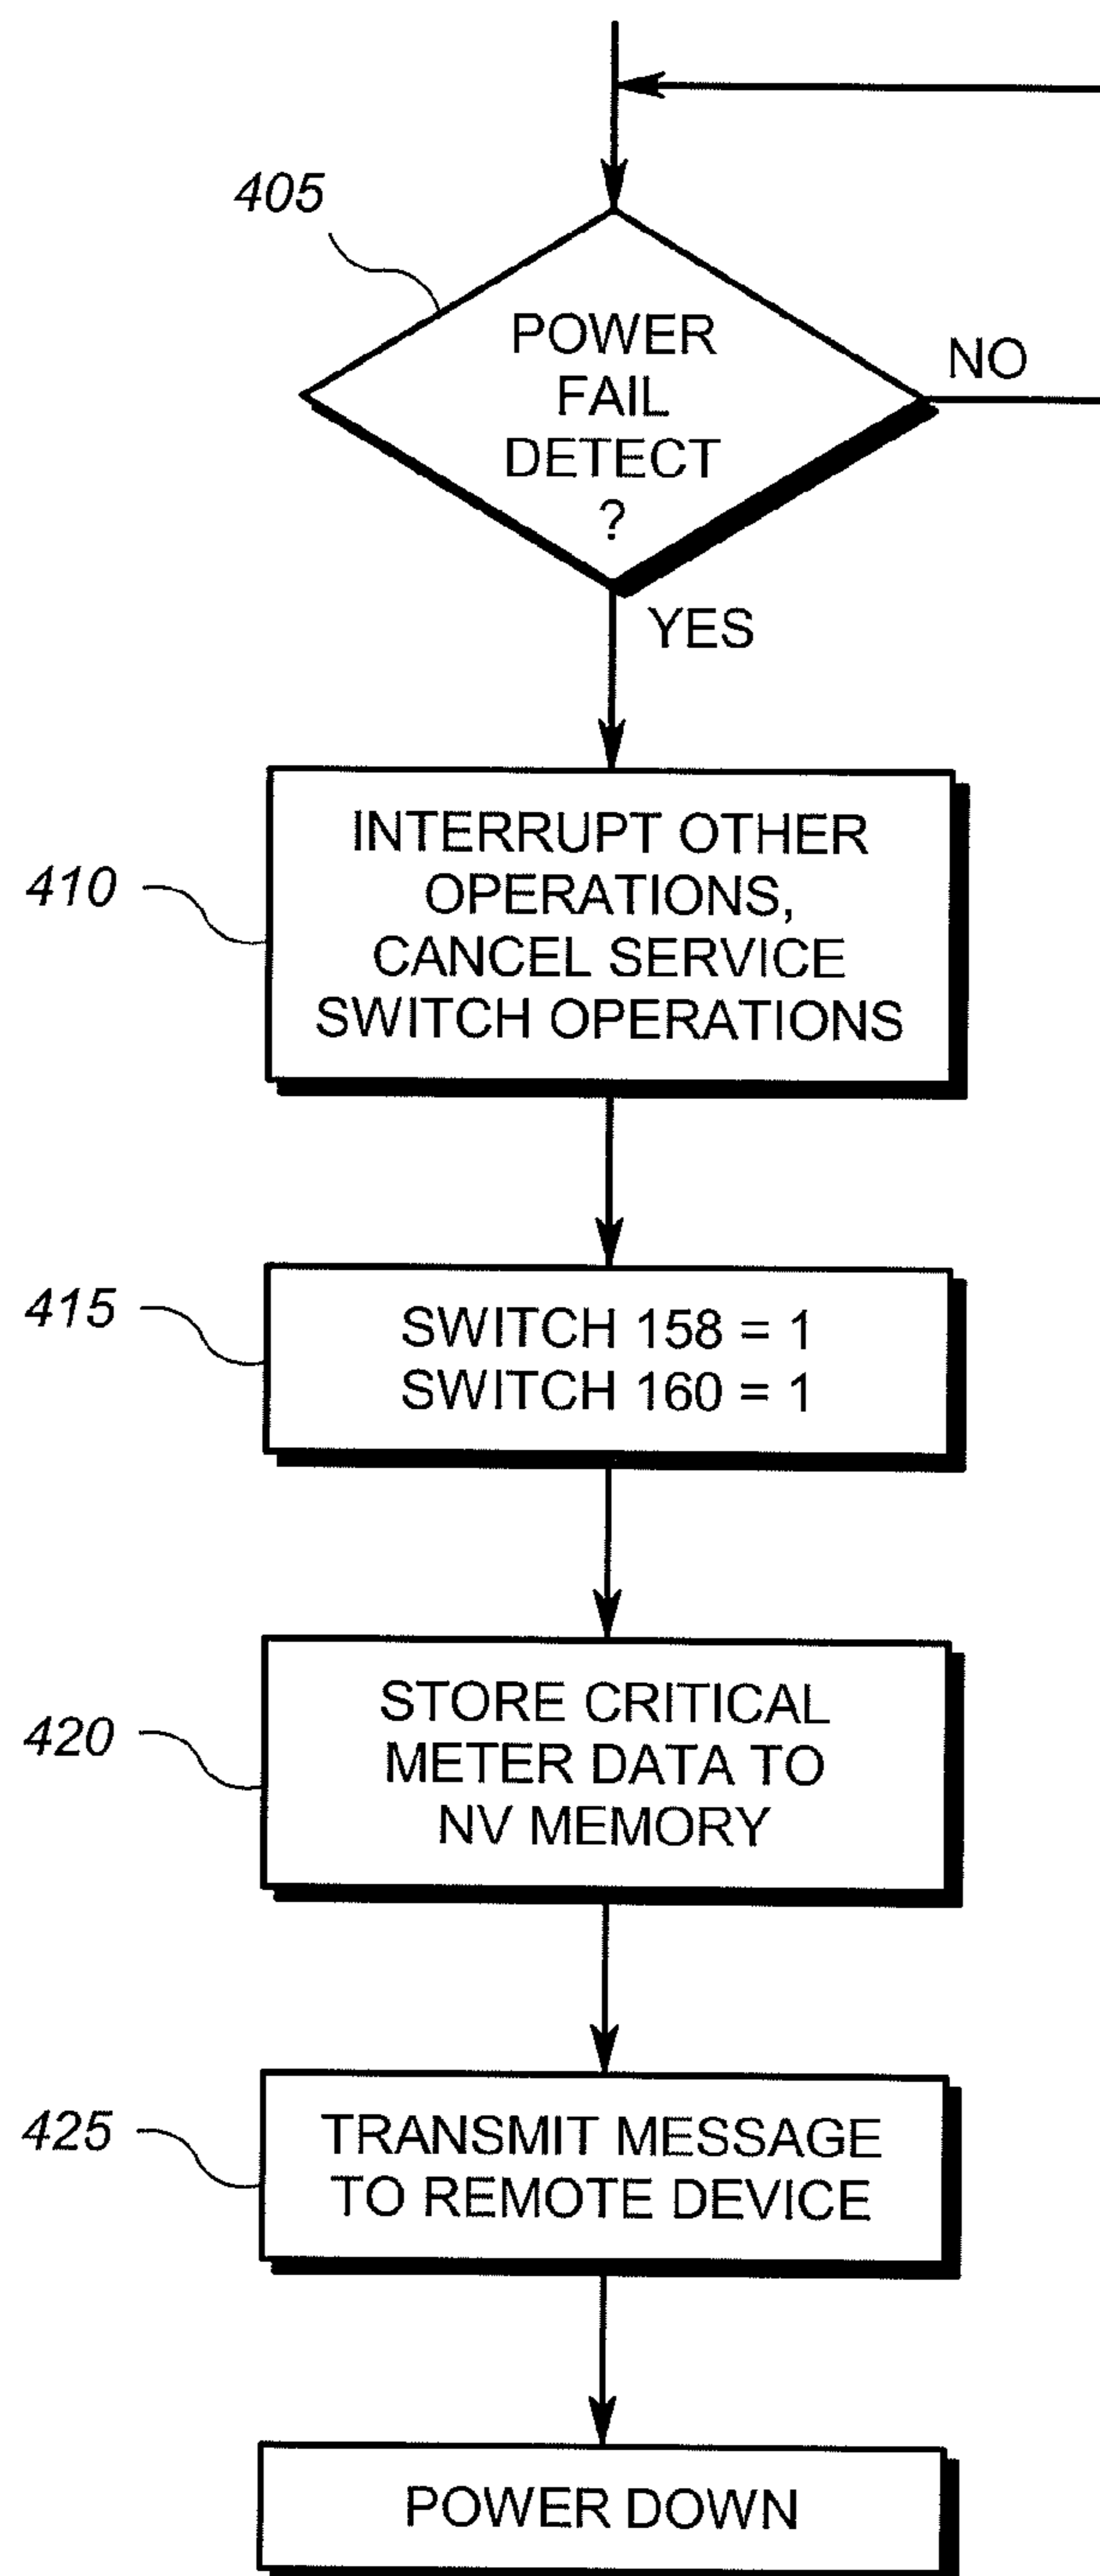 405
POWER
FAIL
DETECT
?
NO
YES
410
INTERRUPT OTHER
OPERATIONS,
CANCEL SERVICE
SWITCH OPERATIONS
415
SWITCH 158 = 1
SWITCH 160 = 1
420
STORE CRITICAL
METER DATA TO
NV MEMORY
425
TRANSMIT MESSAGE
TO REMOTE DEVICE
POWER DOWN